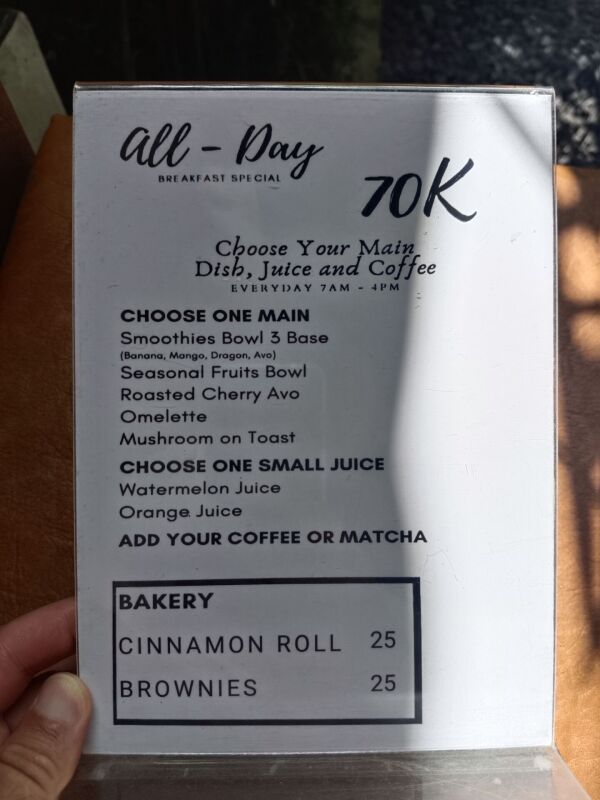 All - Day
BREAKFAST SPECIAL
70K
Choose Your Main
Dish, Juice and Coffee
EVERYDAY 7AM - 4PM
CHOOSE ONE MAIN
Smoothies Bowl 3 Base
(Banana, Mango, Dragon, Avo)
Seasonal Fruits Bowl
Roasted Cherry Avo
Omelette
Mushroom on Toast
CHOOSE ONE SMALL JUICE
Watermelon Juice
Orange Juice
ADD YOUR COFFEE OR MATCHA
BAKERY
CINNAMON ROLL 25
BROWNIES 25